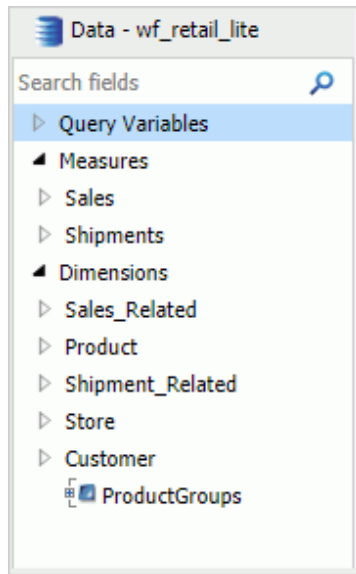 Data - wf_retail_lite
Search fields
Query Variables
Measures
Sales
Shipments
Dimensions
Sales_Related
Product
Shipment_Related
Store
Customer
ProductGroups